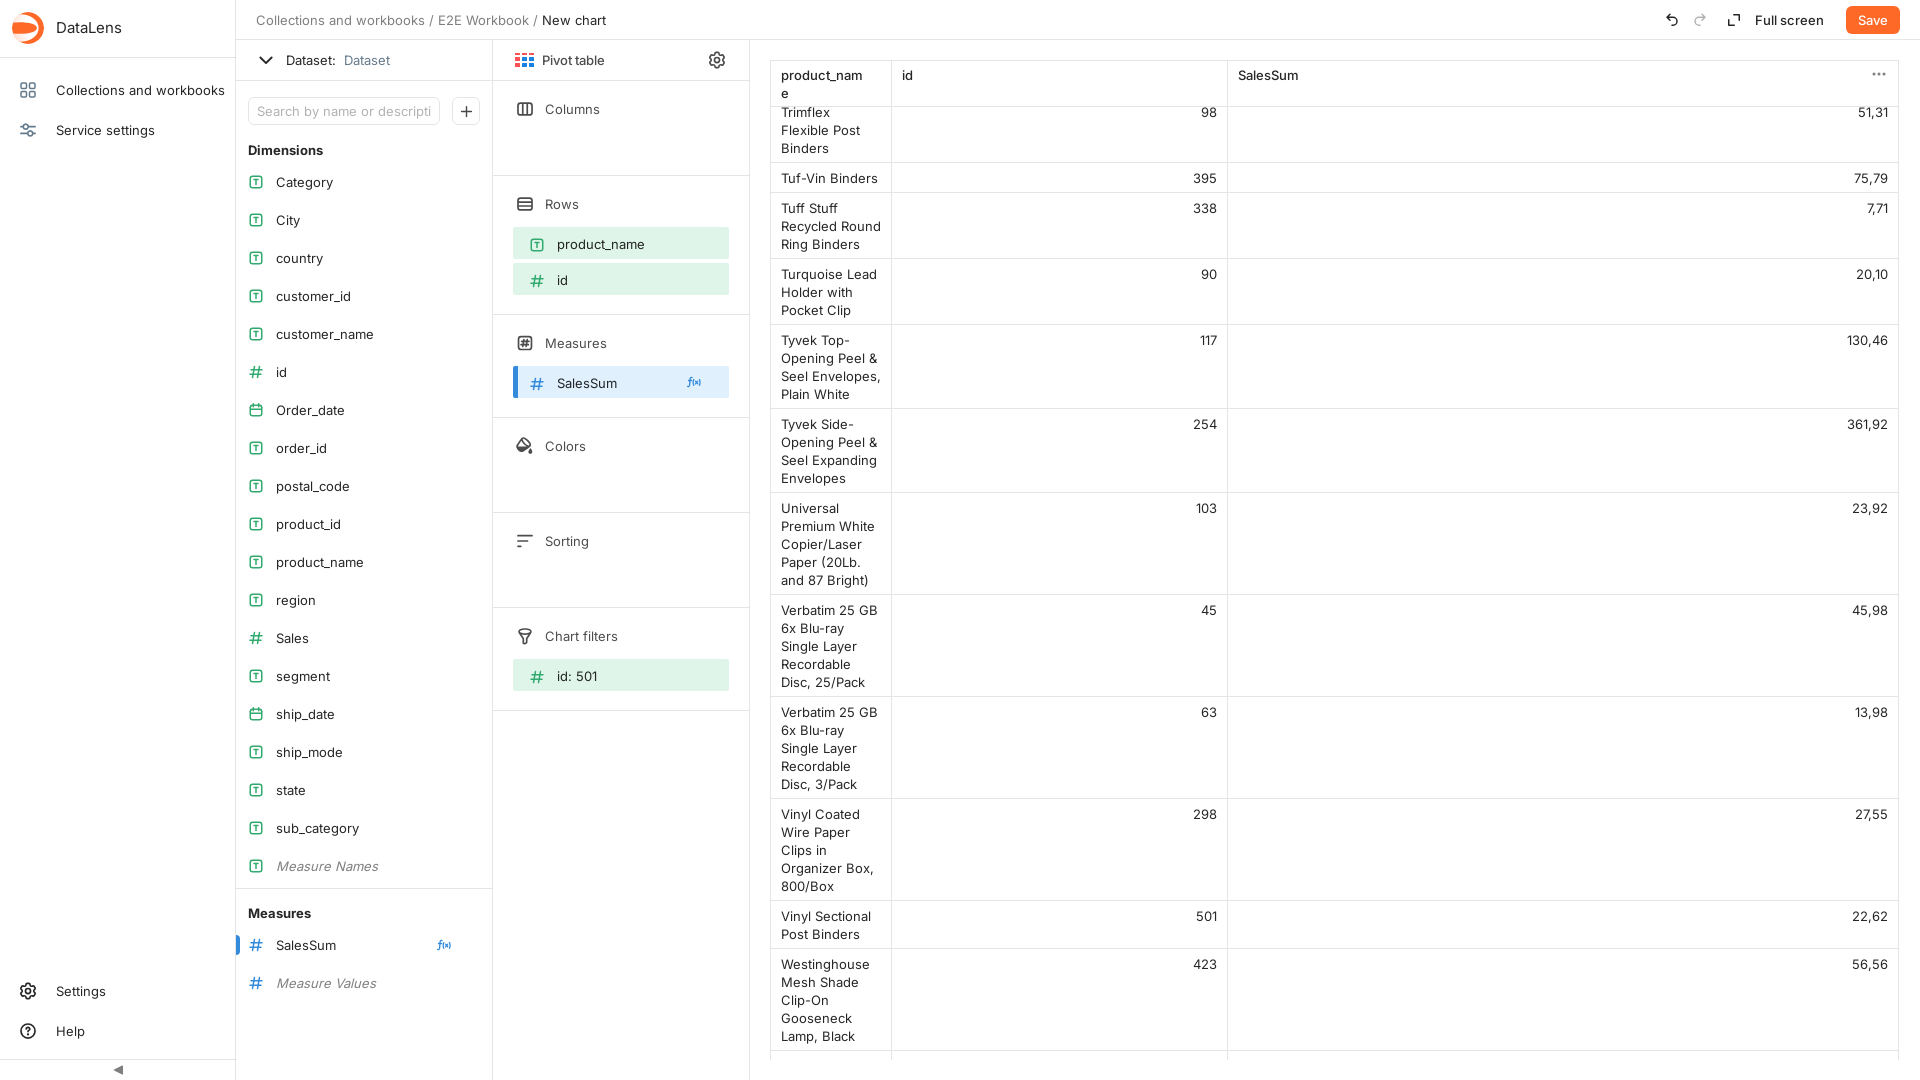 DataLens
Collections and workbooks
Service settings
Settings
Help
Collections and workbooks / E2E Workbook / New chart
Full screen
Save
Dataset: Dataset
Search by name or descripti
Dimensions
Category
City
country
customer_id
customer_name
id
Order_date
order_id
postal_code
product_id
product_name
region
Sales
segment
ship_date
ship_mode
state
sub_category
Measure Names
Measures
SalesSum
Measure Values
Pivot table
Columns
Rows
product_name
id
Measures
SalesSum
Colors
Sorting
Chart filters
id: 501
product_nam
e
id
SalesSum
Trimflex 98 51,31
Flexible Post
Binders
Tuf-Vin Binders 395 75,79
Tuff Stuff 338 7,71
Recycled Round
Ring Binders
Turquoise Lead 90 20,10
Holder with
Pocket Clip
Tyvek Top- 117 130,46
Opening Peel &
Seel Envelopes,
Plain White
Tyvek Side- 254 361,92
Opening Peel &
Seel Expanding
Envelopes
Universal 103 23,92
Premium White
Copier/Laser
Paper (20Lb.
and 87 Bright)
Verbatim 25 GB 45 45,98
6x Blu-ray
Single Layer
Recordable
Disc, 25/Pack
Verbatim 25 GB 63 13,98
6x Blu-ray
Single Layer
Recordable
Disc, 3/Pack
Vinyl Coated 298 27,55
Wire Paper
Clips in
Organizer Box,
800/Box
Vinyl Sectional 501 22,62
Post Binders
Westinghouse 423 56,56
Mesh Shade
Clip-On
Gooseneck
Lamp, Black